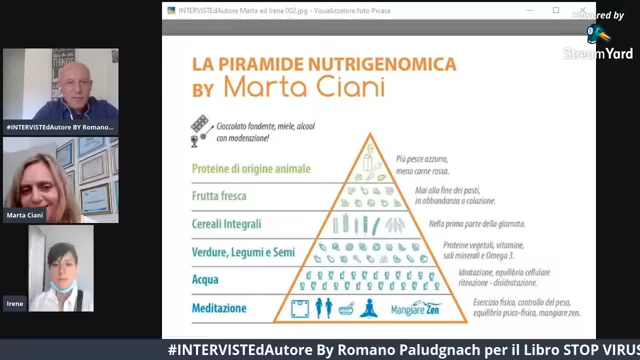 INTERVISTEdAutore Marta ed Irene 002.jpg - Visualizzatore foto Picasa
Powered by
StreamYard
LA PIRAMIDE NUTRIGENOMICA
BY Marta Ciani
Cioccolato fondente, miele, alcool
con moderazione!
Proteine di origine animale
Più pesce azzurro,
meno carne rossa.
Frutta fresca
Mai alla fine dei pasti,
in abbondanza a colazione.
Cereali Integrali
Nella prima parte della giornata.
Verdure, Legumi e Semi
Proteine vegetali, vitamine,
sali minerali e Omega 3.
Acqua
Idratazione, equilibrio cellulare
ritenzione - disidratazione.
Meditazione
Mangiare Zen
Esercizio fisico, controllo del peso,
equilibrio psico-fisico, mangiare zen.
#INTERVISTEdAutore BY Romano...
Marta Ciani
Irene
#INTERVISTEdAutore By Romano Paludgnach per il Libro STOP VIRUS